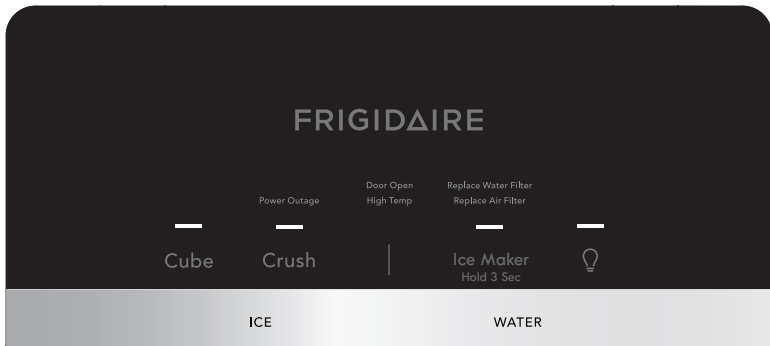 FRIGIDAIRE
Door Open
Replace Water Filter
Power Outage
High Temp
Replace Air Filter
Cube
Crush
Ice Maker
Hold 3 Sec
ICE
WATER